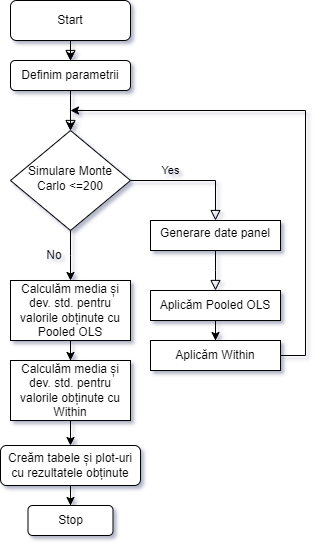 Start
Definim parametrii
Simulare Monte
Carlo <=200
Yes
Generare date panel
No
Aplicăm Pooled OLS
Calculăm media și
dev. std. pentru
valorile obținute cu
Pooled OLS
Aplicăm Within
Calculăm media și
dev. std. pentru
valorile obținute cu
Within
Creăm tabele și plot-uri
cu rezultatele obținute
Stop